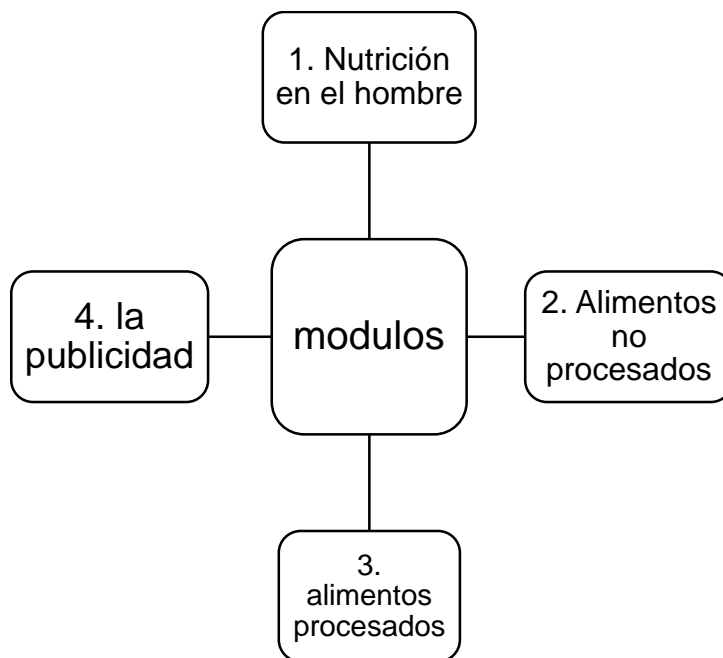 1. Nutrición
en el hombre
4. la
publicidad
modulos
2. Alimentos
no
procesados
3.
alimentos
procesados